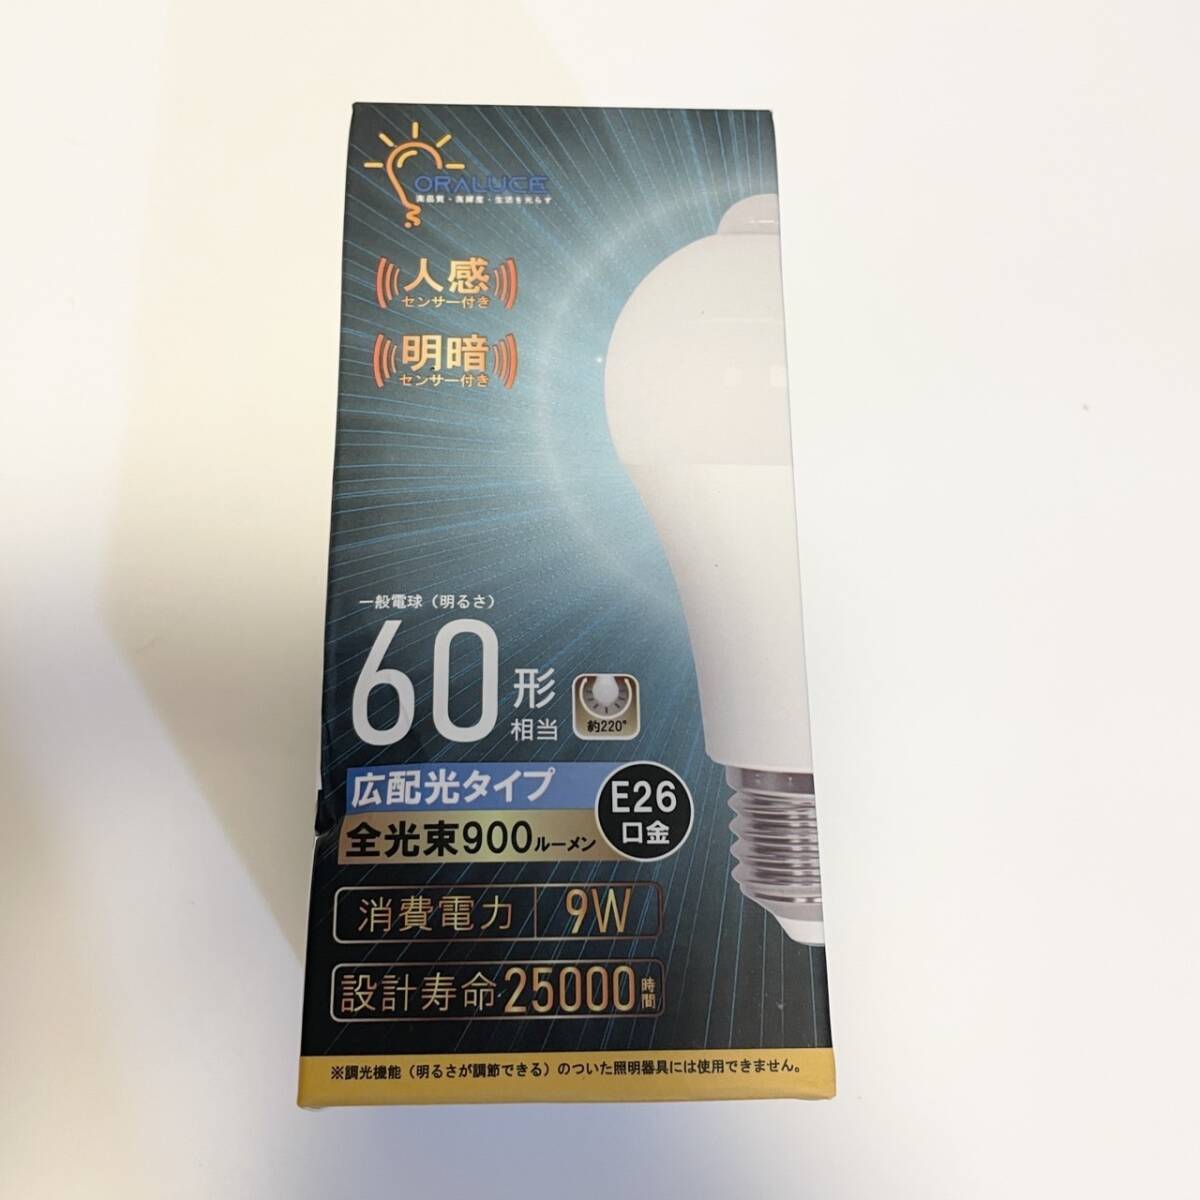 ORALUCE
高品質・高輝度・生活を光らす
人感
センサー付き
明暗
センサー付き
一般電球（明るさ）
60形
相当
約220°
広配光タイプ
全光束900ルーメン
E26
口金
消費電力 9W
設計寿命25000時間
※調光機能（明るさが調節できる）のついた照明器具には使用できません。